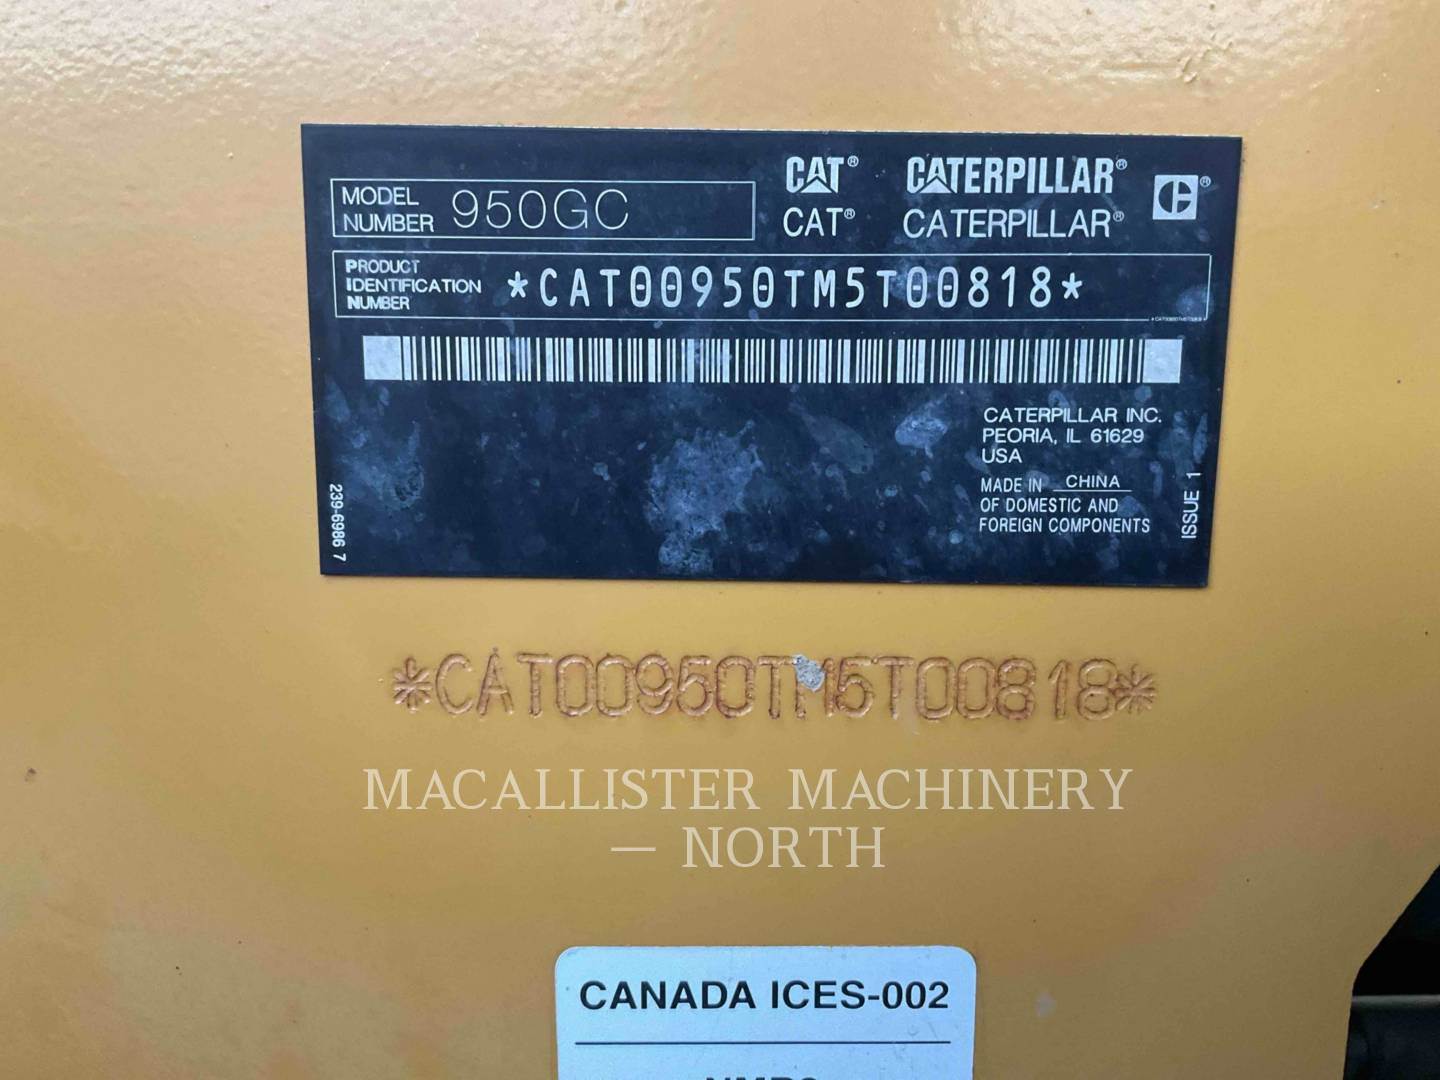 MODEL NUMBER 950GC
CAT® CATERPILLAR®
CAT® CATERPILLAR®
PRODUCT IDENTIFICATION NUMBER *CAT00950TM5T00818*
CATERPILLAR INC.
PEORIA, IL 61629
USA
MADE IN CHINA
OF DOMESTIC AND
FOREIGN COMPONENTS
239-6986 7
ISSUE 1
*CAT00950TM5T00818*
MACALLISTER MACHINERY
— NORTH
CANADA ICES-002